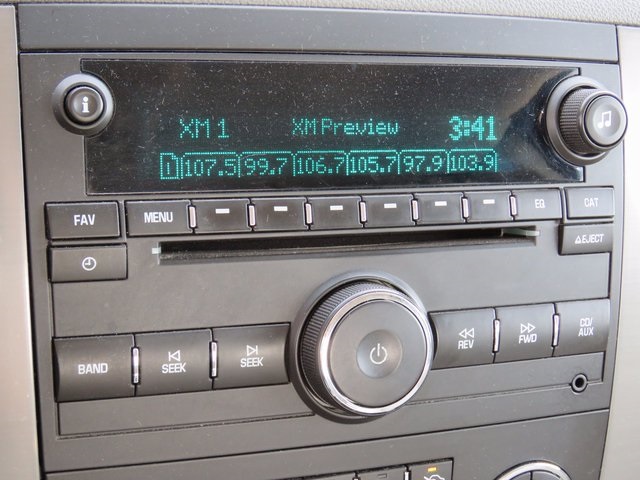 XM 1 XM Preview 3:41
1 107.5 99.7 106.7 105.7 97.9 103.9
i
FAV MENU EQ CAT
EJECT
BAND SEEK SEEK REV FWD CD/
AUX